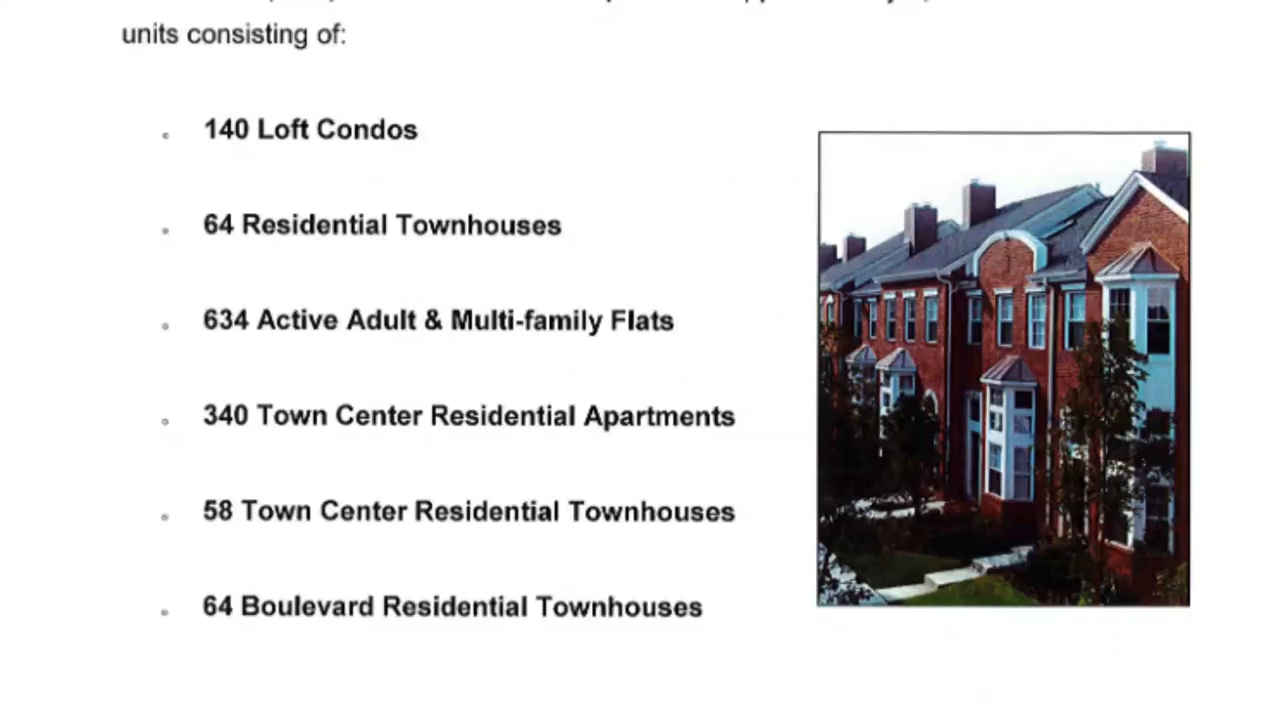 units consisting of:
140 Loft Condos
64 Residential Townhouses
634 Active Adult & Multi-family Flats
340 Town Center Residential Apartments
58 Town Center Residential Townhouses
64 Boulevard Residential Townhouses